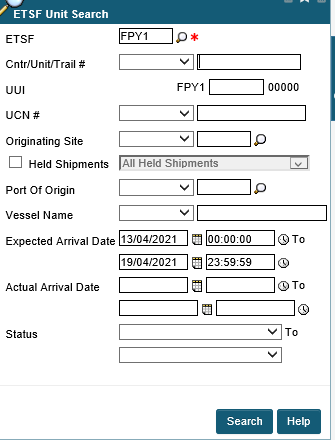 ETSF Unit Search
ETSF FPY1 *
Cntr/Unit/Trail #
UUI FPY1 00000
UCN #
Originating Site
Held Shipments All Held Shipments
Port Of Origin
Vessel Name
Expected Arrival Date 13/04/2021 00:00:00 To
19/04/2021 23:59:59
Actual Arrival Date To
Status To
Search Help